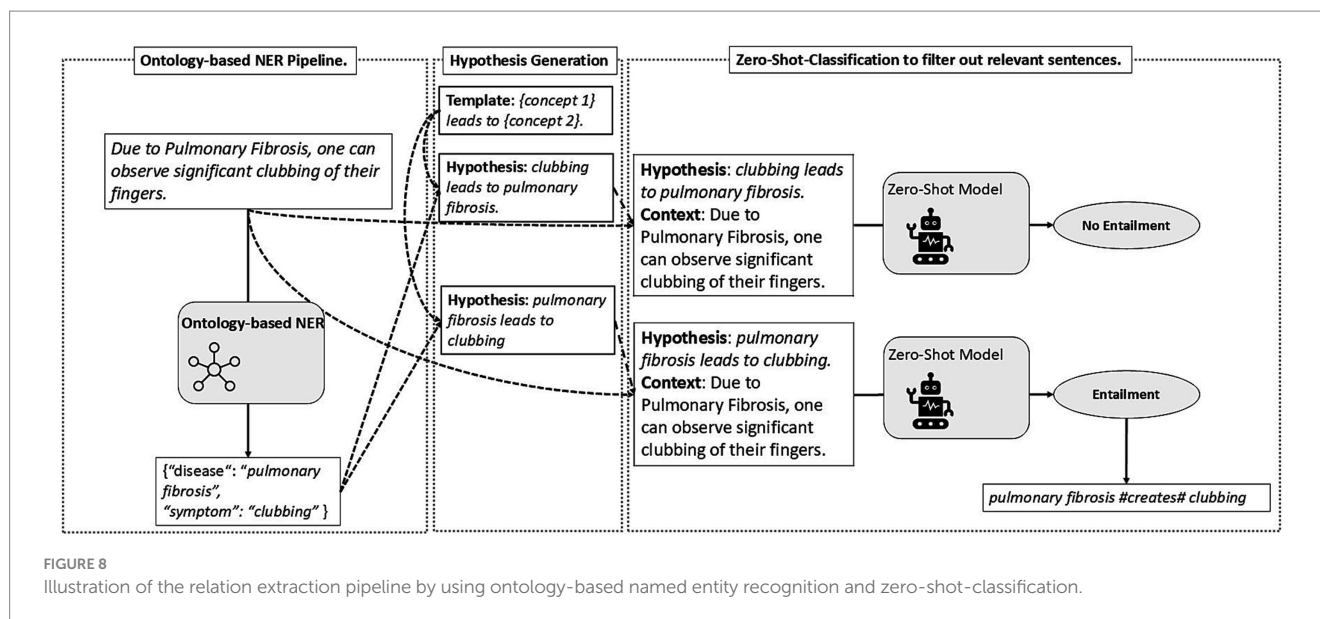 Ontology-based NER Pipeline.
Due to Pulmonary Fibrosis, one can
observe significant clubbing of their
fingers.
Ontology-based NER
{"disease": "pulmonary
fibrosis",
"symptom": "clubbing" }
Hypothesis Generation
Template: {concept 1}
leads to {concept 2}.
Hypothesis: clubbing
leads to pulmonary
fibrosis.
Hypothesis: pulmonary
fibrosis leads to
clubbing
Zero-Shot-Classification to filter out relevant sentences.
Hypothesis: clubbing leads
to pulmonary fibrosis.
Context: Due to
Pulmonary Fibrosis, one
can observe significant
clubbing of their fingers.
Zero-Shot Model
No Entailment
Hypothesis: pulmonary
fibrosis leads to clubbing.
Context: Due to
Pulmonary Fibrosis, one
can observe significant
clubbing of their fingers.
Zero-Shot Model
Entailment
pulmonary fibrosis #creates# clubbing
FIGURE 8
Illustration of the relation extraction pipeline by using ontology-based named entity recognition and zero-shot-classification.